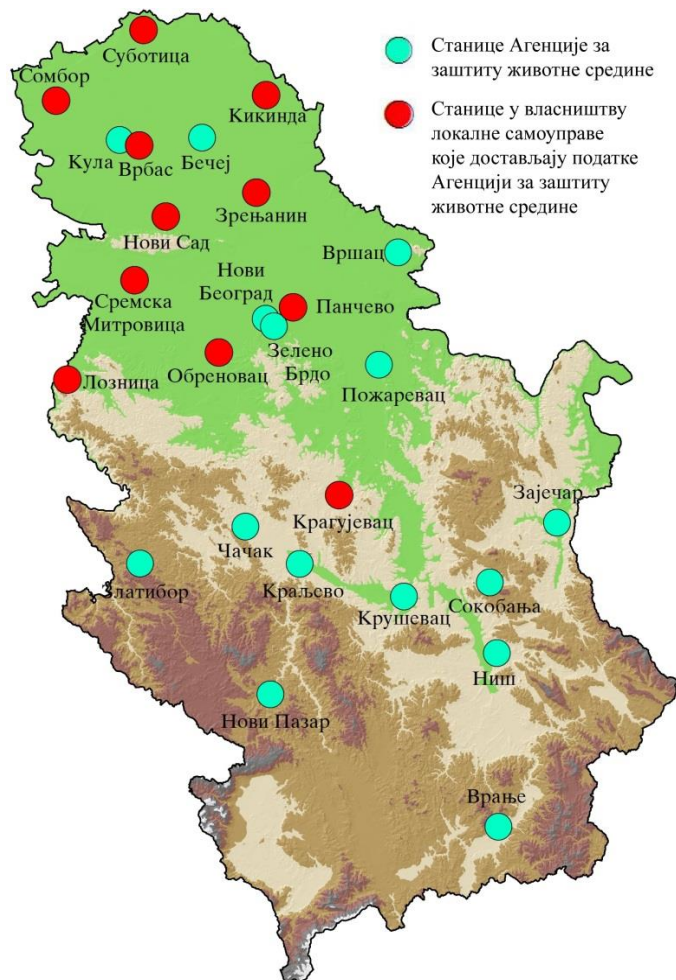 Суботица
Станице Агенције за
заштиту животне средине
Сомбор
Кикинда
Станице у власништву
локалне самоуправе
које достављају податке
Агенцији за заштиту
животне средине
Кула
Врбас
Бечеј
Зрењанин
Нови Сад
Вршац
Нови
Београд
Сремска
Митровица
Панчево
Зелено
Брдо
Обреновац
Лозница
Пожаревац
Крагујевац
Зајечар
Чачак
Златибор
Краљево
Крушевац
Сокобања
Ниш
Нови Пазар
Врање